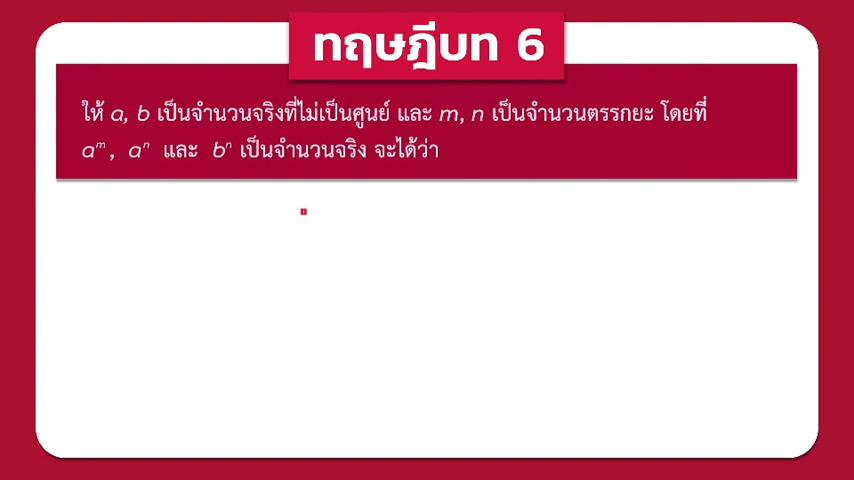 ทฤษฎีบท 6
ให้ a, b เป็นจำนวนจริงที่ไม่เป็นศูนย์ และ m, n เป็นจำนวนตรรกยะ โดยที่
aᵐ , aⁿ และ bⁿ เป็นจำนวนจริง จะได้ว่า